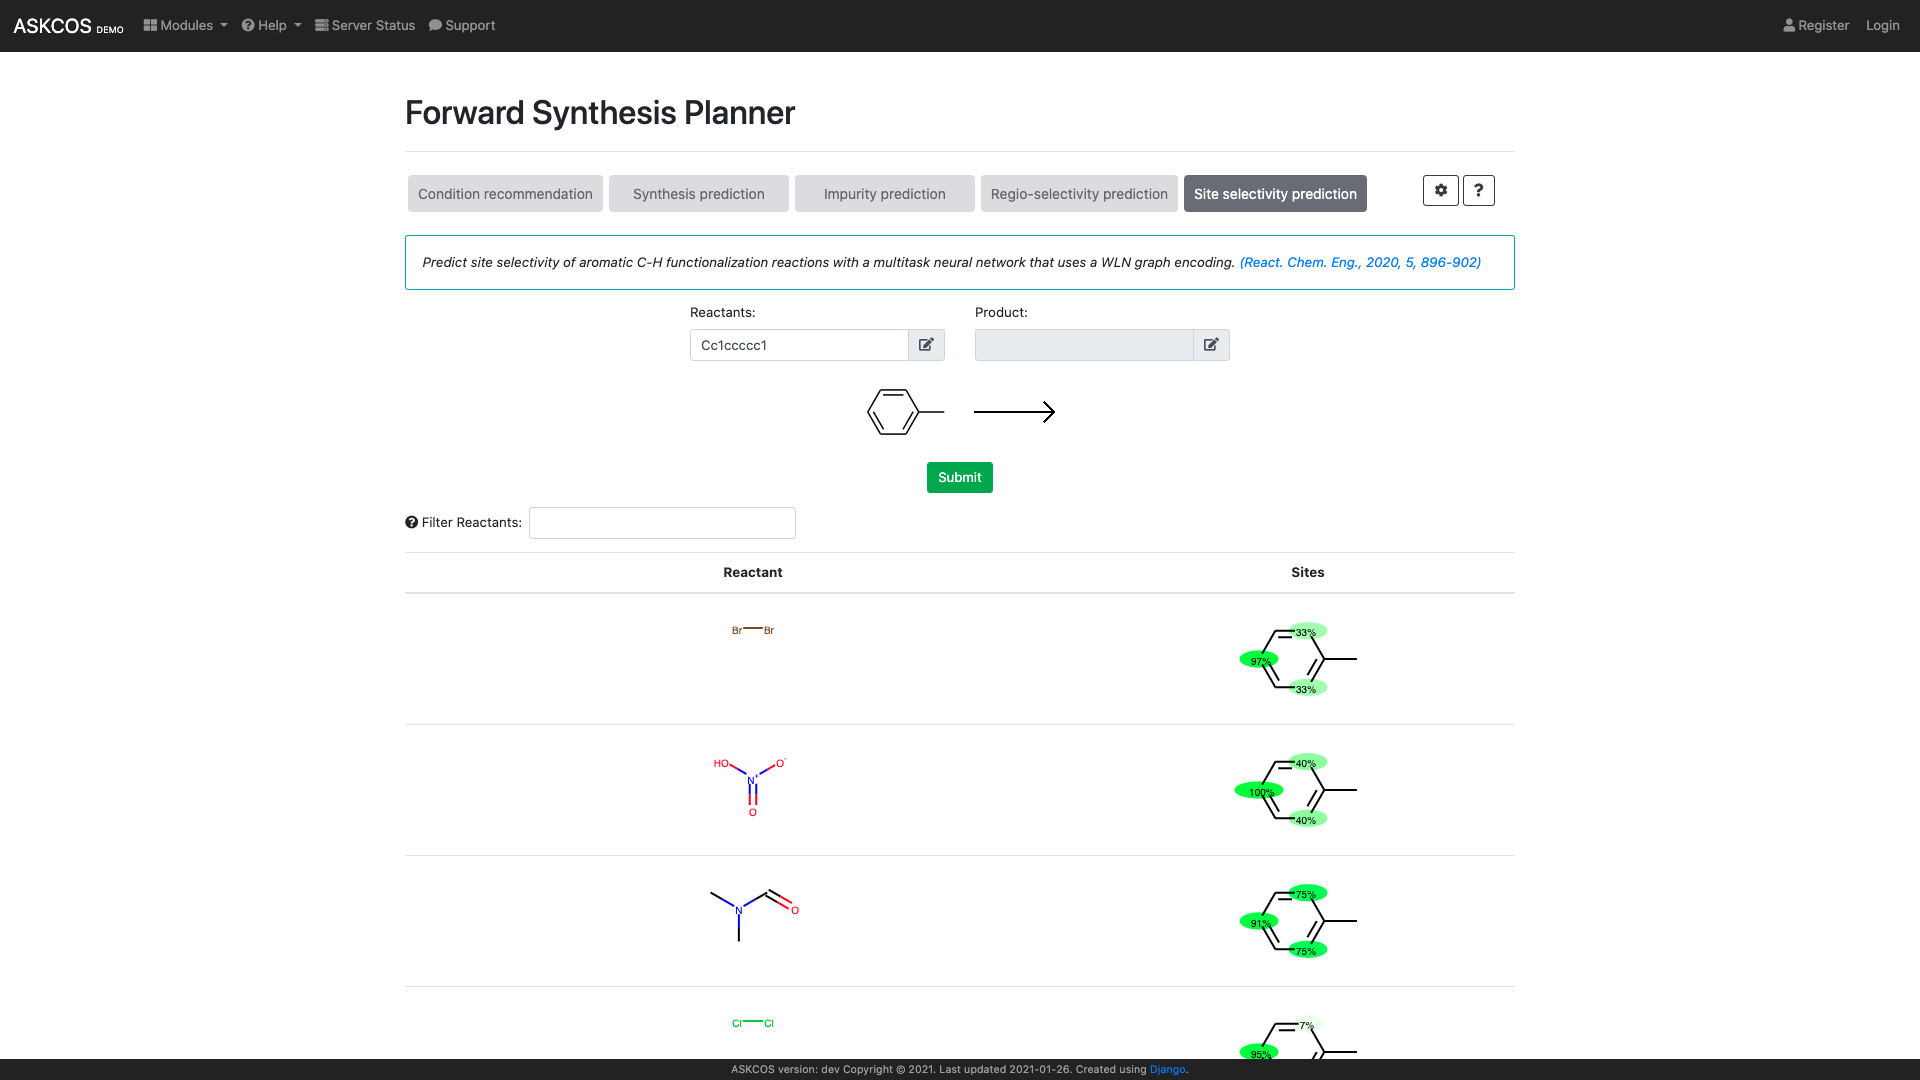 ASKCOS DEMO Modules Help Server Status Support Register Login
Forward Synthesis Planner
Condition recommendation Synthesis prediction Impurity prediction Regio-selectivity prediction Site selectivity prediction ?
Predict site selectivity of aromatic C-H functionalization reactions with a multitask neural network that uses a WLN graph encoding. (React. Chem. Eng., 2020, 5, 896-902)
Reactants: Product:
Cc1ccccc1
Submit
? Filter Reactants:
Reactant Sites
Br Br 33%
97%
33%
HO O- 40%
N+ 100%
O 40%
75%
N O 91%
75%
Cl Cl 7%
95%
ASKCOS version: dev Copyright © 2021. Last updated 2021-01-26. Created using Django.